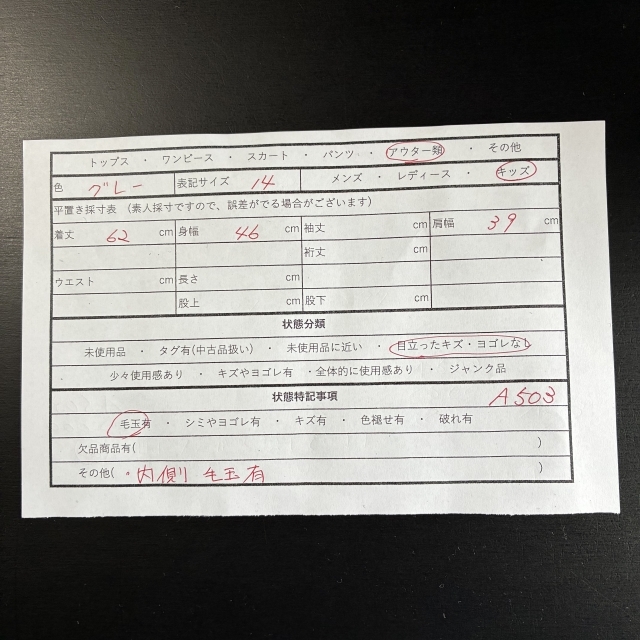 トップス ・ ワンピース ・ スカート ・ パンツ ・ アウター類 ・ その他
色 グレー 表記サイズ 14 メンズ ・ レディース ・ キッズ
平置き採寸表 (素人採寸ですので、誤差がでる場合がございます)
着丈 62 cm 身幅 46 cm 袖丈 cm 肩幅 39 cm
裄丈 cm
ウエスト cm 長さ cm
股上 cm 股下 cm
状態分類
未使用品 ・ タグ有(中古品扱い) ・ 未使用品に近い ・ 目立ったキズ・ヨゴレなし
少々使用感あり ・ キズやヨゴレ有 ・全体的に使用感あり ・ ジャンク品
状態特記事項 A503
毛玉有 ・ シミやヨゴレ有 ・ キズ有 ・ 色褪せ有 ・ 破れ有
欠品商品有( )
その他( 〃 内側 毛玉有 )